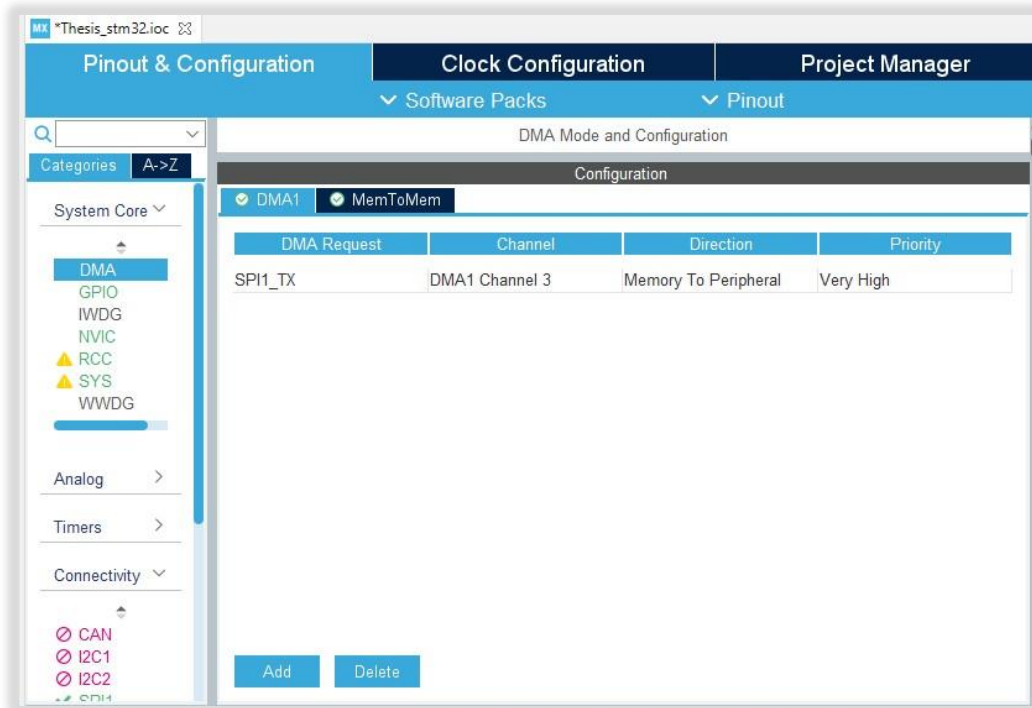 MX *Thesis_stm32.ioc
Pinout & Configuration Clock Configuration Project Manager
Software Packs Pinout
DMA Mode and Configuration
Categories A->Z
Configuration
DMA1 MemToMem
System Core
DMA Request Channel Direction Priority
SPI1_TX DMA1 Channel 3 Memory To Peripheral Very High
DMA
GPIO
IWDG
NVIC
RCC
SYS
WWDG
Analog
Timers
Connectivity
CAN
I2C1
I2C2
SPI1
Add Delete